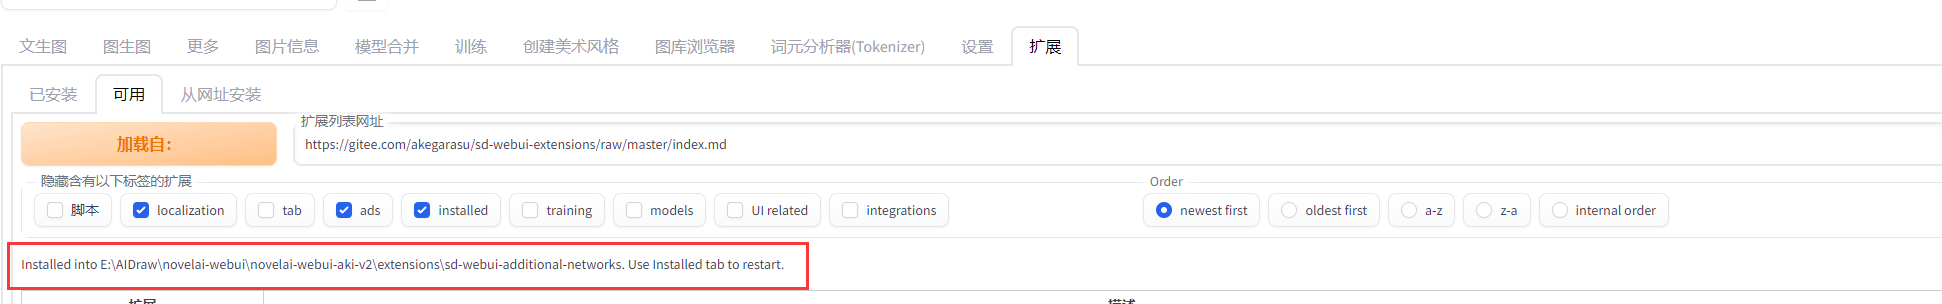 文生图 图生图 更多 图片信息 模型合并 训练 创建美术风格 图库浏览器 词元分析器(Tokenizer) 设置 扩展
已安装 可用 从网址安装
扩展列表网址
加载自： https://gitee.com/akegarasu/sd-webui-extensions/raw/master/index.md
隐藏含有以下标签的扩展 Order
脚本 localization tab ads installed training models UI related integrations newest first oldest first a-z z-a internal order
Installed into E:\AIDraw\novelai-webui\novelai-webui-aki-v2\extensions\sd-webui-additional-networks. Use Installed tab to restart.
扩展 描述